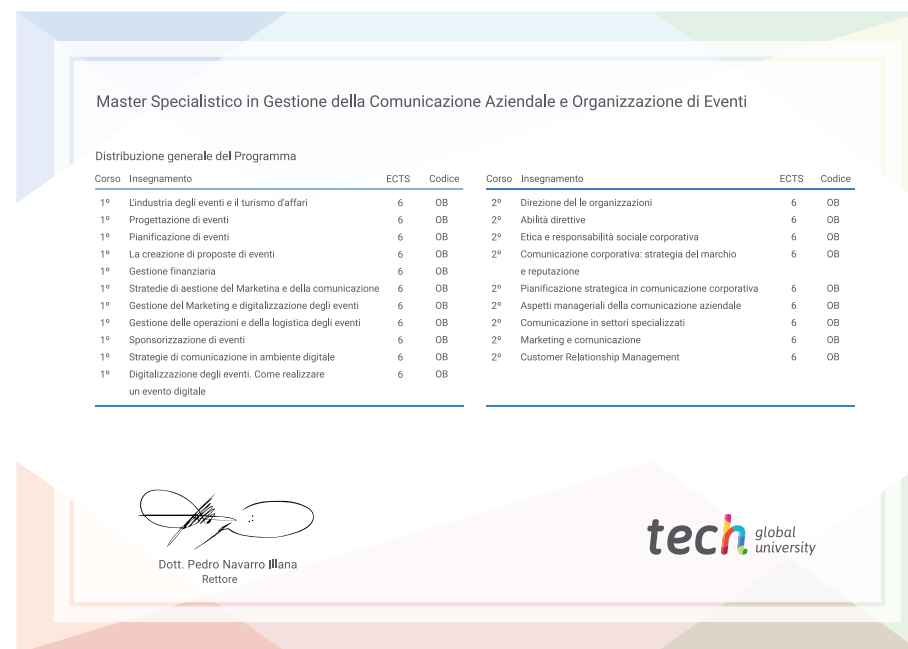 Master Specialistico in Gestione della Comunicazione Aziendale e Organizzazione di Eventi
Distribuzione generale del Programma
Corso Insegnamento ECTS Codice
1º L'industria degli eventi e il turismo d'affari 6 OB
1º Progettazione di eventi 6 OB
1º Pianificazione di eventi 6 OB
1º La creazione di proposte di eventi 6 OB
1º Gestione finanziaria 6 OB
1º Stratedie di aestione del Marketina e della comunicazione 6 OB
1º Gestione del Marketing e digitalizzazione degli eventi 6 OB
1º Gestione delle operazioni e della logistica degli eventi 6 OB
1º Sponsorizzazione di eventi 6 OB
1º Strategie di comunicazione in ambiente digitale 6 OB
1º Digitalizzazione degli eventi. Come realizzare 6 OB
un evento digitale
Corso Insegnamento ECTS Codice
2º Direzione del le organizzazioni 6 OB
2º Abilità direttive 6 OB
2º Etica e responsabilità sociale corporativa 6 OB
2º Comunicazione corporativa: strategia del marchio 6 OB
e reputazione
2º Pianificazione strategica in comunicazione corporativa 6 OB
2º Aspetti manageriali della comunicazione aziendale 6 OB
2º Comunicazione in settori specializzati 6 OB
2º Marketing e comunicazione 6 OB
2º Customer Relationship Management 6 OB
Dott. Pedro Navarro Illana
Rettore
tech global
university